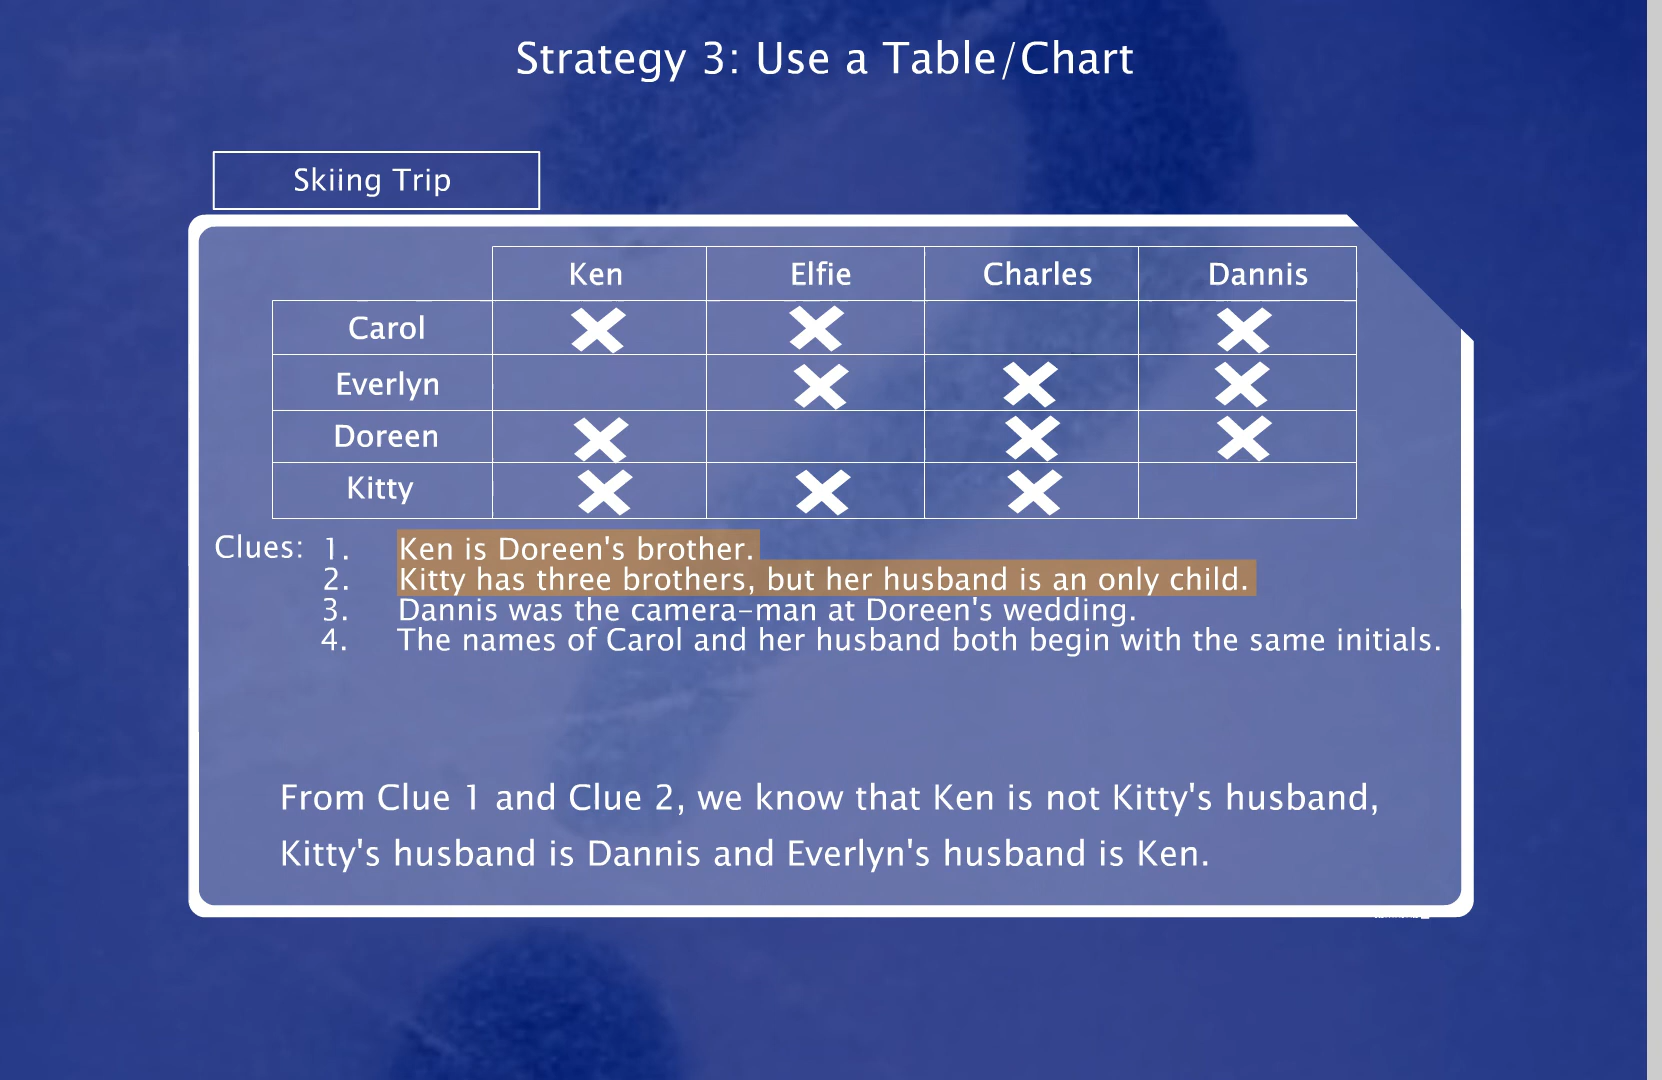 Strategy 3: Use a Table/Chart
Skiing Trip
Ken Elfie Charles Dannis
Carol
Everlyn
Doreen
Kitty
Clues: 1. Ken is Doreen's brother.
2. Kitty has three brothers, but her husband is an only child.
3. Dannis was the camera-man at Doreen's wedding.
4. The names of Carol and her husband both begin with the same initials.
From Clue 1 and Clue 2, we know that Ken is not Kitty's husband,
Kitty's husband is Dannis and Everlyn's husband is Ken.